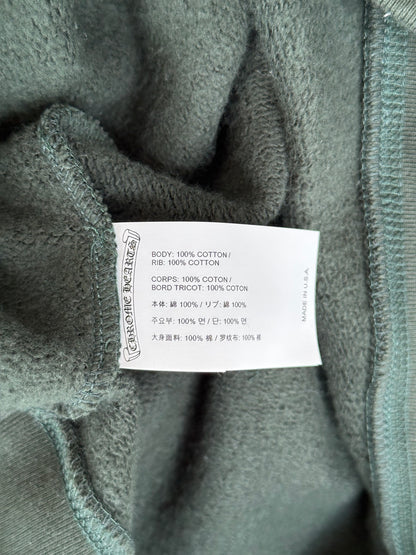 CHROME HEARTS
BODY: 100% COTTON /
RIB: 100% COTTON
CORPS: 100% COTON /
BORD TRICOT: 100% COTON
本体: 綿 100% / リブ: 綿 100%
주요부: 100% 면 / 단: 100% 면
大身面料: 100% 棉 / 罗纹布: 100% 棉
MADE IN U.S.A.